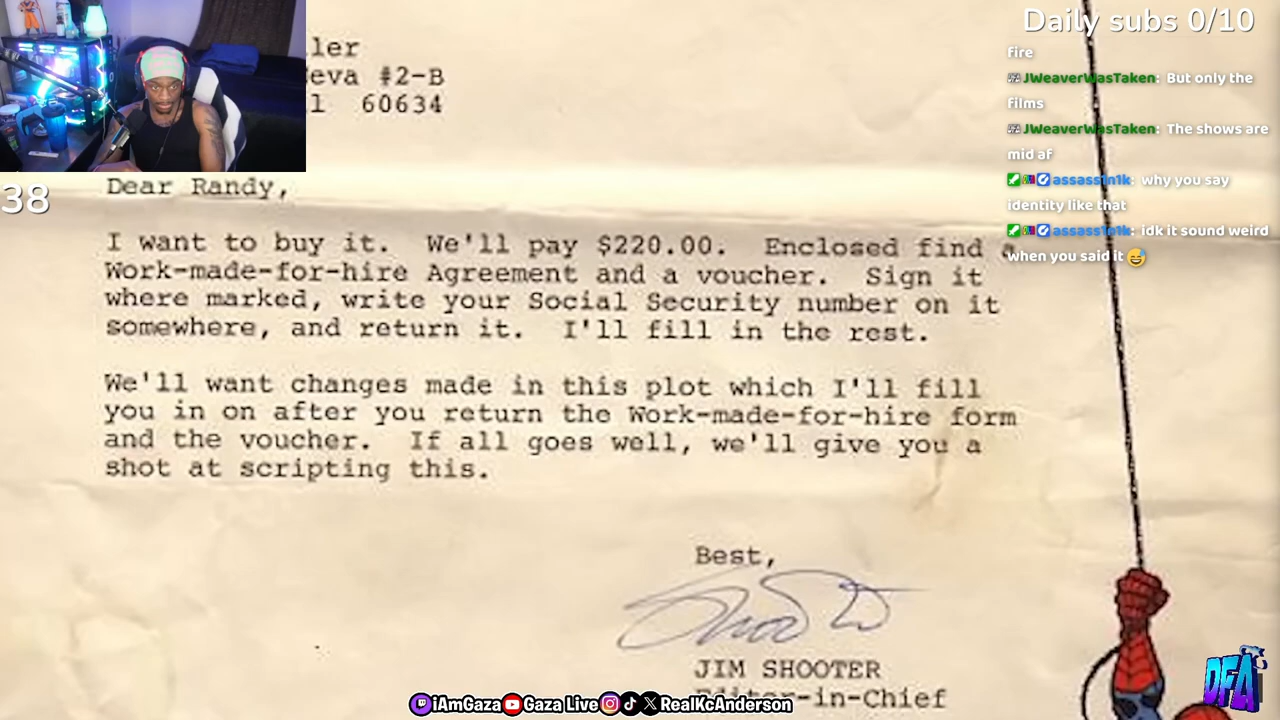 ler
eva #2-B
l 60634
Dear Randy,
I want to buy it. We'll pay $220.00. Enclosed find a
Work-made-for-hire Agreement and a voucher. Sign it
where marked, write your Social Security number on it
somewhere, and return it. I'll fill in the rest.
We'll want changes made in this plot which I'll fill
you in on after you return the Work-made-for-hire form
and the voucher. If all goes well, we'll give you a
shot at scripting this.
Best,
JIM SHOOTER
Editor-in-Chief
38
Daily subs 0/10
fire
JWeaverWasTaken: But only the
films
JWeaverWasTaken: The shows are
mid af
assass1n1k: why you say
identity like that
assass1n1k: idk it sound weird
when you said it 😅
iAmGaza Gaza Live RealKcAnderson
DFA